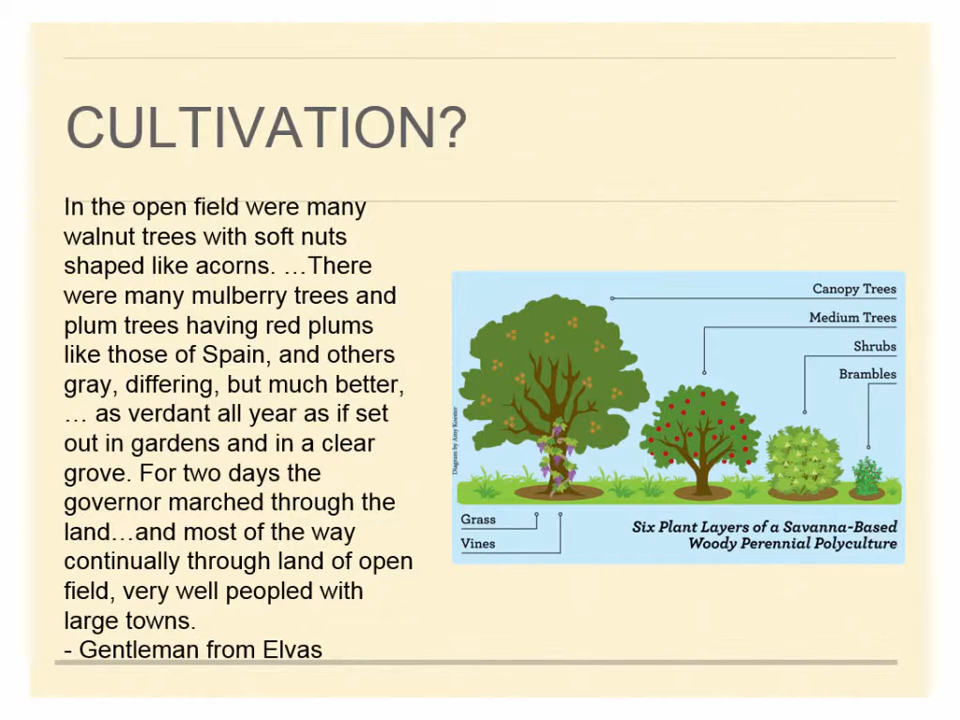 CULTIVATION?
In the open field were many
walnut trees with soft nuts
shaped like acorns. …There
were many mulberry trees and
plum trees having red plums
like those of Spain, and others
gray, differing, but much better,
… as verdant all year as if set
out in gardens and in a clear
grove. For two days the
governor marched through the
land…and most of the way
continually through land of open
field, very well peopled with
large towns.
- Gentleman from Elvas
Canopy Trees
Medium Trees
Shrubs
Brambles
Diagram by Amy Koester
Grass
Vines
Six Plant Layers of a Savanna-Based
Woody Perennial Polyculture